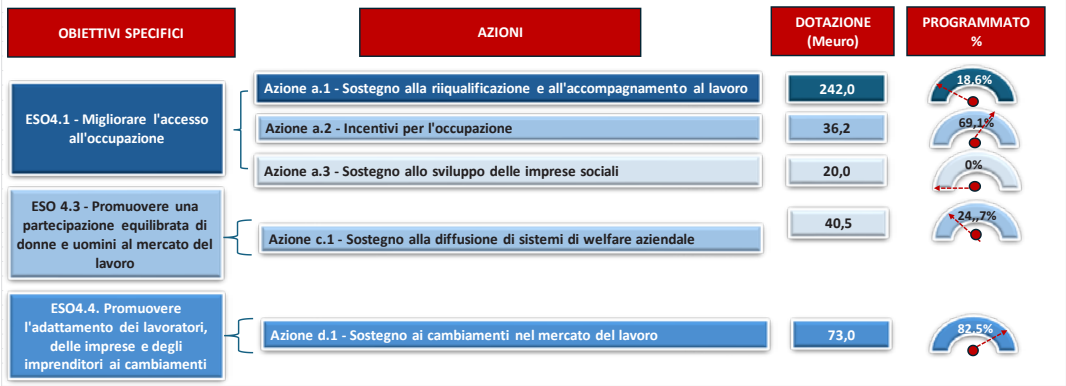 OBIETTIVI SPECIFICI
AZIONI
DOTAZIONE
(Meuro)
PROGRAMMATO
%
ESO4.1 - Migliorare l'accesso
all'occupazione
Azione a.1 - Sostegno alla riiqualificazione e all'accompagnamento al lavoro
242,0
18.6%
Azione a.2 - Incentivi per l'occupazione
36,2
69,1%
Azione a.3 - Sostegno allo sviluppo delle imprese sociali
20,0
0%
ESO 4.3 - Promuovere una
partecipazione equilibrata di
donne e uomini al mercato del
lavoro
Azione c.1 - Sostegno alla diffusione di sistemi di welfare aziendale
40,5
24,,7%
ESO4.4. Promuovere
l'adattamento dei lavoratori,
delle imprese e degli
imprenditori ai cambiamenti
Azione d.1 - Sostegno ai cambiamenti nel mercato del lavoro
73,0
82.5%